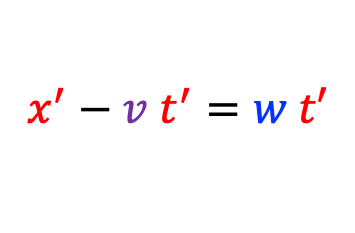 x′ − v t′ = w t′